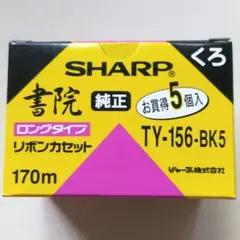 くろ
SHARP®
書院 純正 お買得5個入
ロングタイプ
リボンカセット
TY-156-BK5
170m
シャープ株式会社